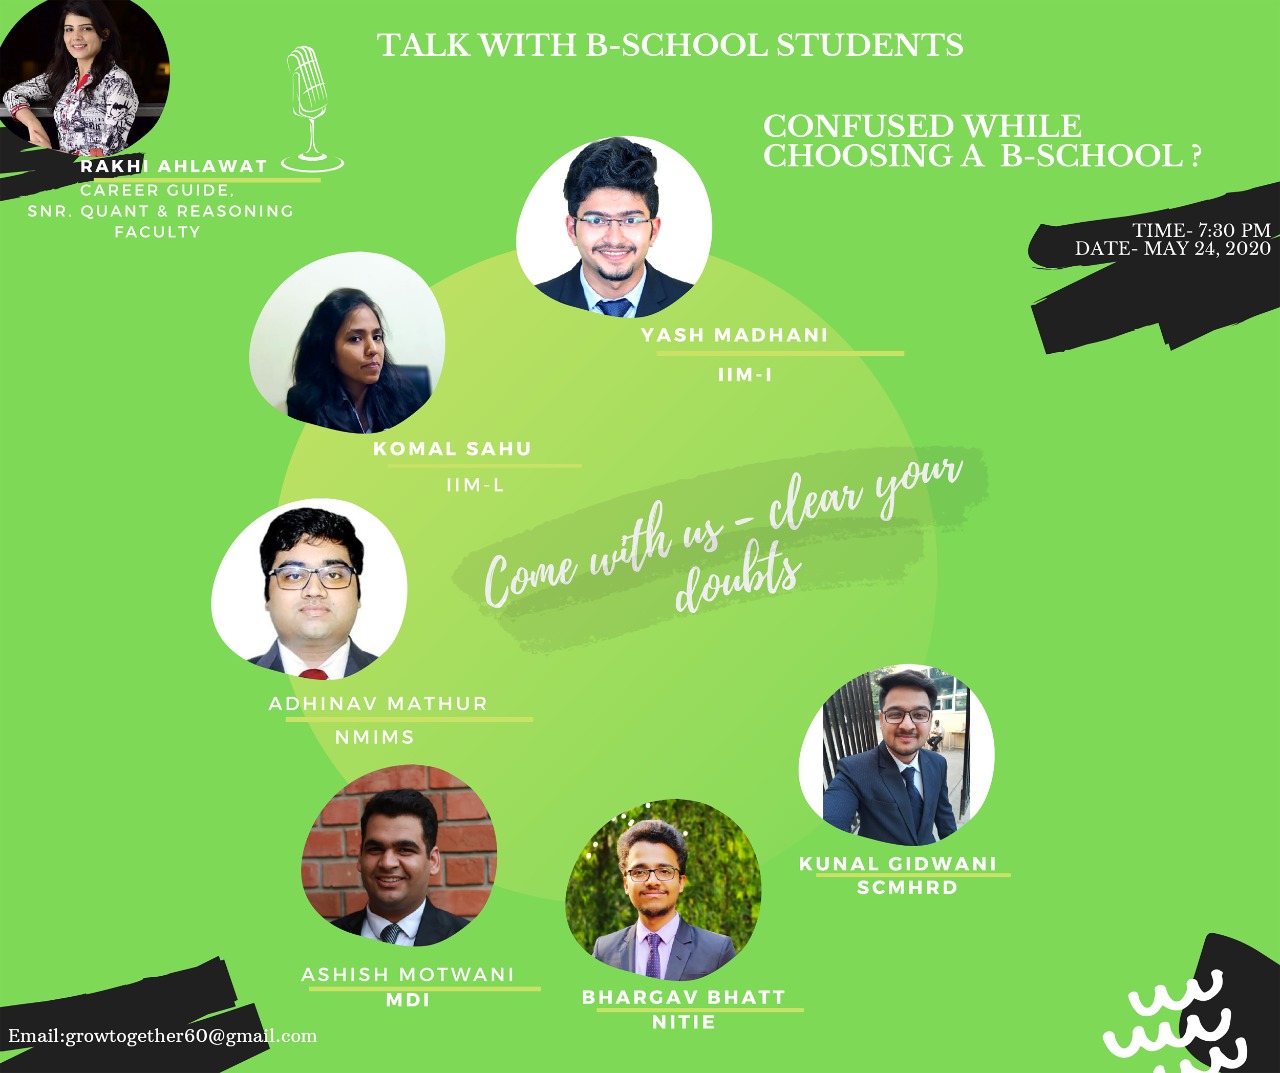 TALK WITH B-SCHOOL STUDENTS
CONFUSED WHILE
CHOOSING A B-SCHOOL ?
RAKHI AHLAWAT
CAREER GUIDE,
SNR. QUANT & REASONING
FACULTY
TIME- 7:30 PM
DATE- MAY 24, 2020
YASH MADHANI
IIM-I
KOMAL SAHU
IIM-L
Come with us - clear your
doubts
ADHINAV MATHUR
NMIMS
KUNAL GIDWANI
SCMHRD
ASHISH MOTWANI
MDI
BHARGAV BHATT
NITIE
Email:growtogether60@gmail.com